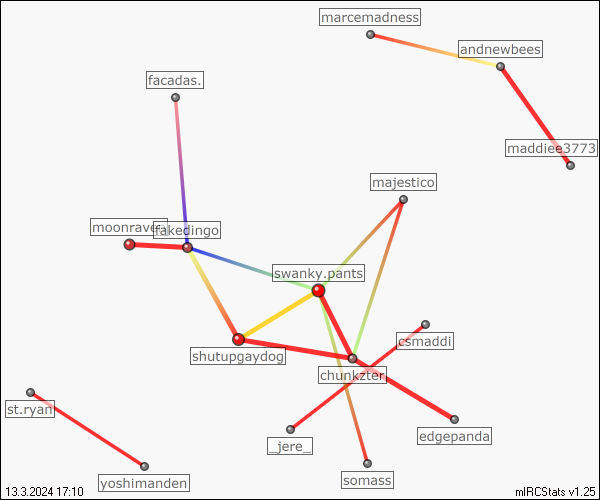 marcemadness
andnewbees
facadas.
maddiee3773
majestico
fakedingo
swanky.pants
csmaddi
shutupgaydog
chunkzter
st.ryan
edgepanda
_jere_
somass
yoshimanden
13.3.2024 17:10
mIRCStats v1.25